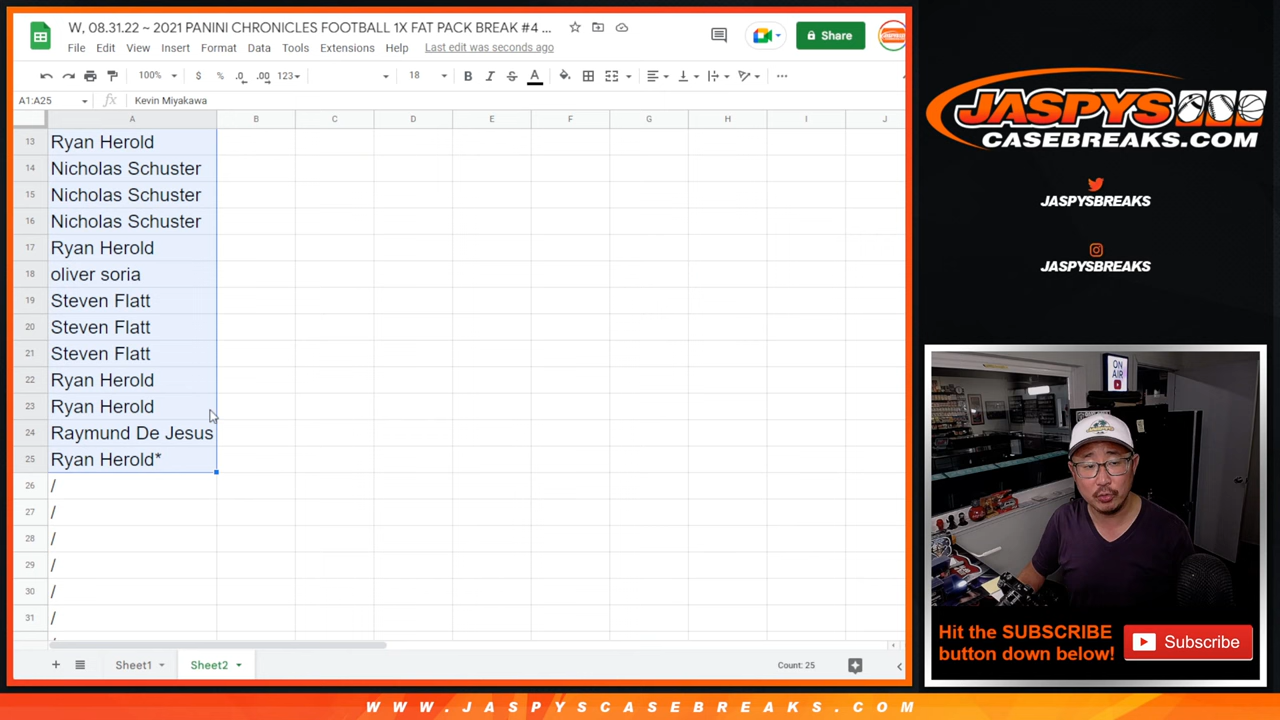 W, 08.31.22 ~ 2021 PANINI CHRONICLES FOOTBALL 1X FAT PACK BREAK #4 ...
File Edit View Insert Format Data Tools Extensions Help Last edit was seconds ago
Share
100% $ % .0 .00 123 18 B I S A
A1:A25 fx Kevin Miyakawa
A B C D E F G H I J
13 Ryan Herold
14 Nicholas Schuster
15 Nicholas Schuster
16 Nicholas Schuster
17 Ryan Herold
18 oliver soria
19 Steven Flatt
20 Steven Flatt
21 Steven Flatt
22 Ryan Herold
23 Ryan Herold
24 Raymund De Jesus
25 Ryan Herold*
26 /
27 /
28 /
29 /
30 /
31 /
Sheet1 Sheet2 Count: 25
JASPYS
CASEBREAKS.COM
JASPYSBREAKS
JASPYSBREAKS
ON
AIR
Hit the SUBSCRIBE
button down below!
Subscribe
WWW.JASPYSCASEBREAKS.COM